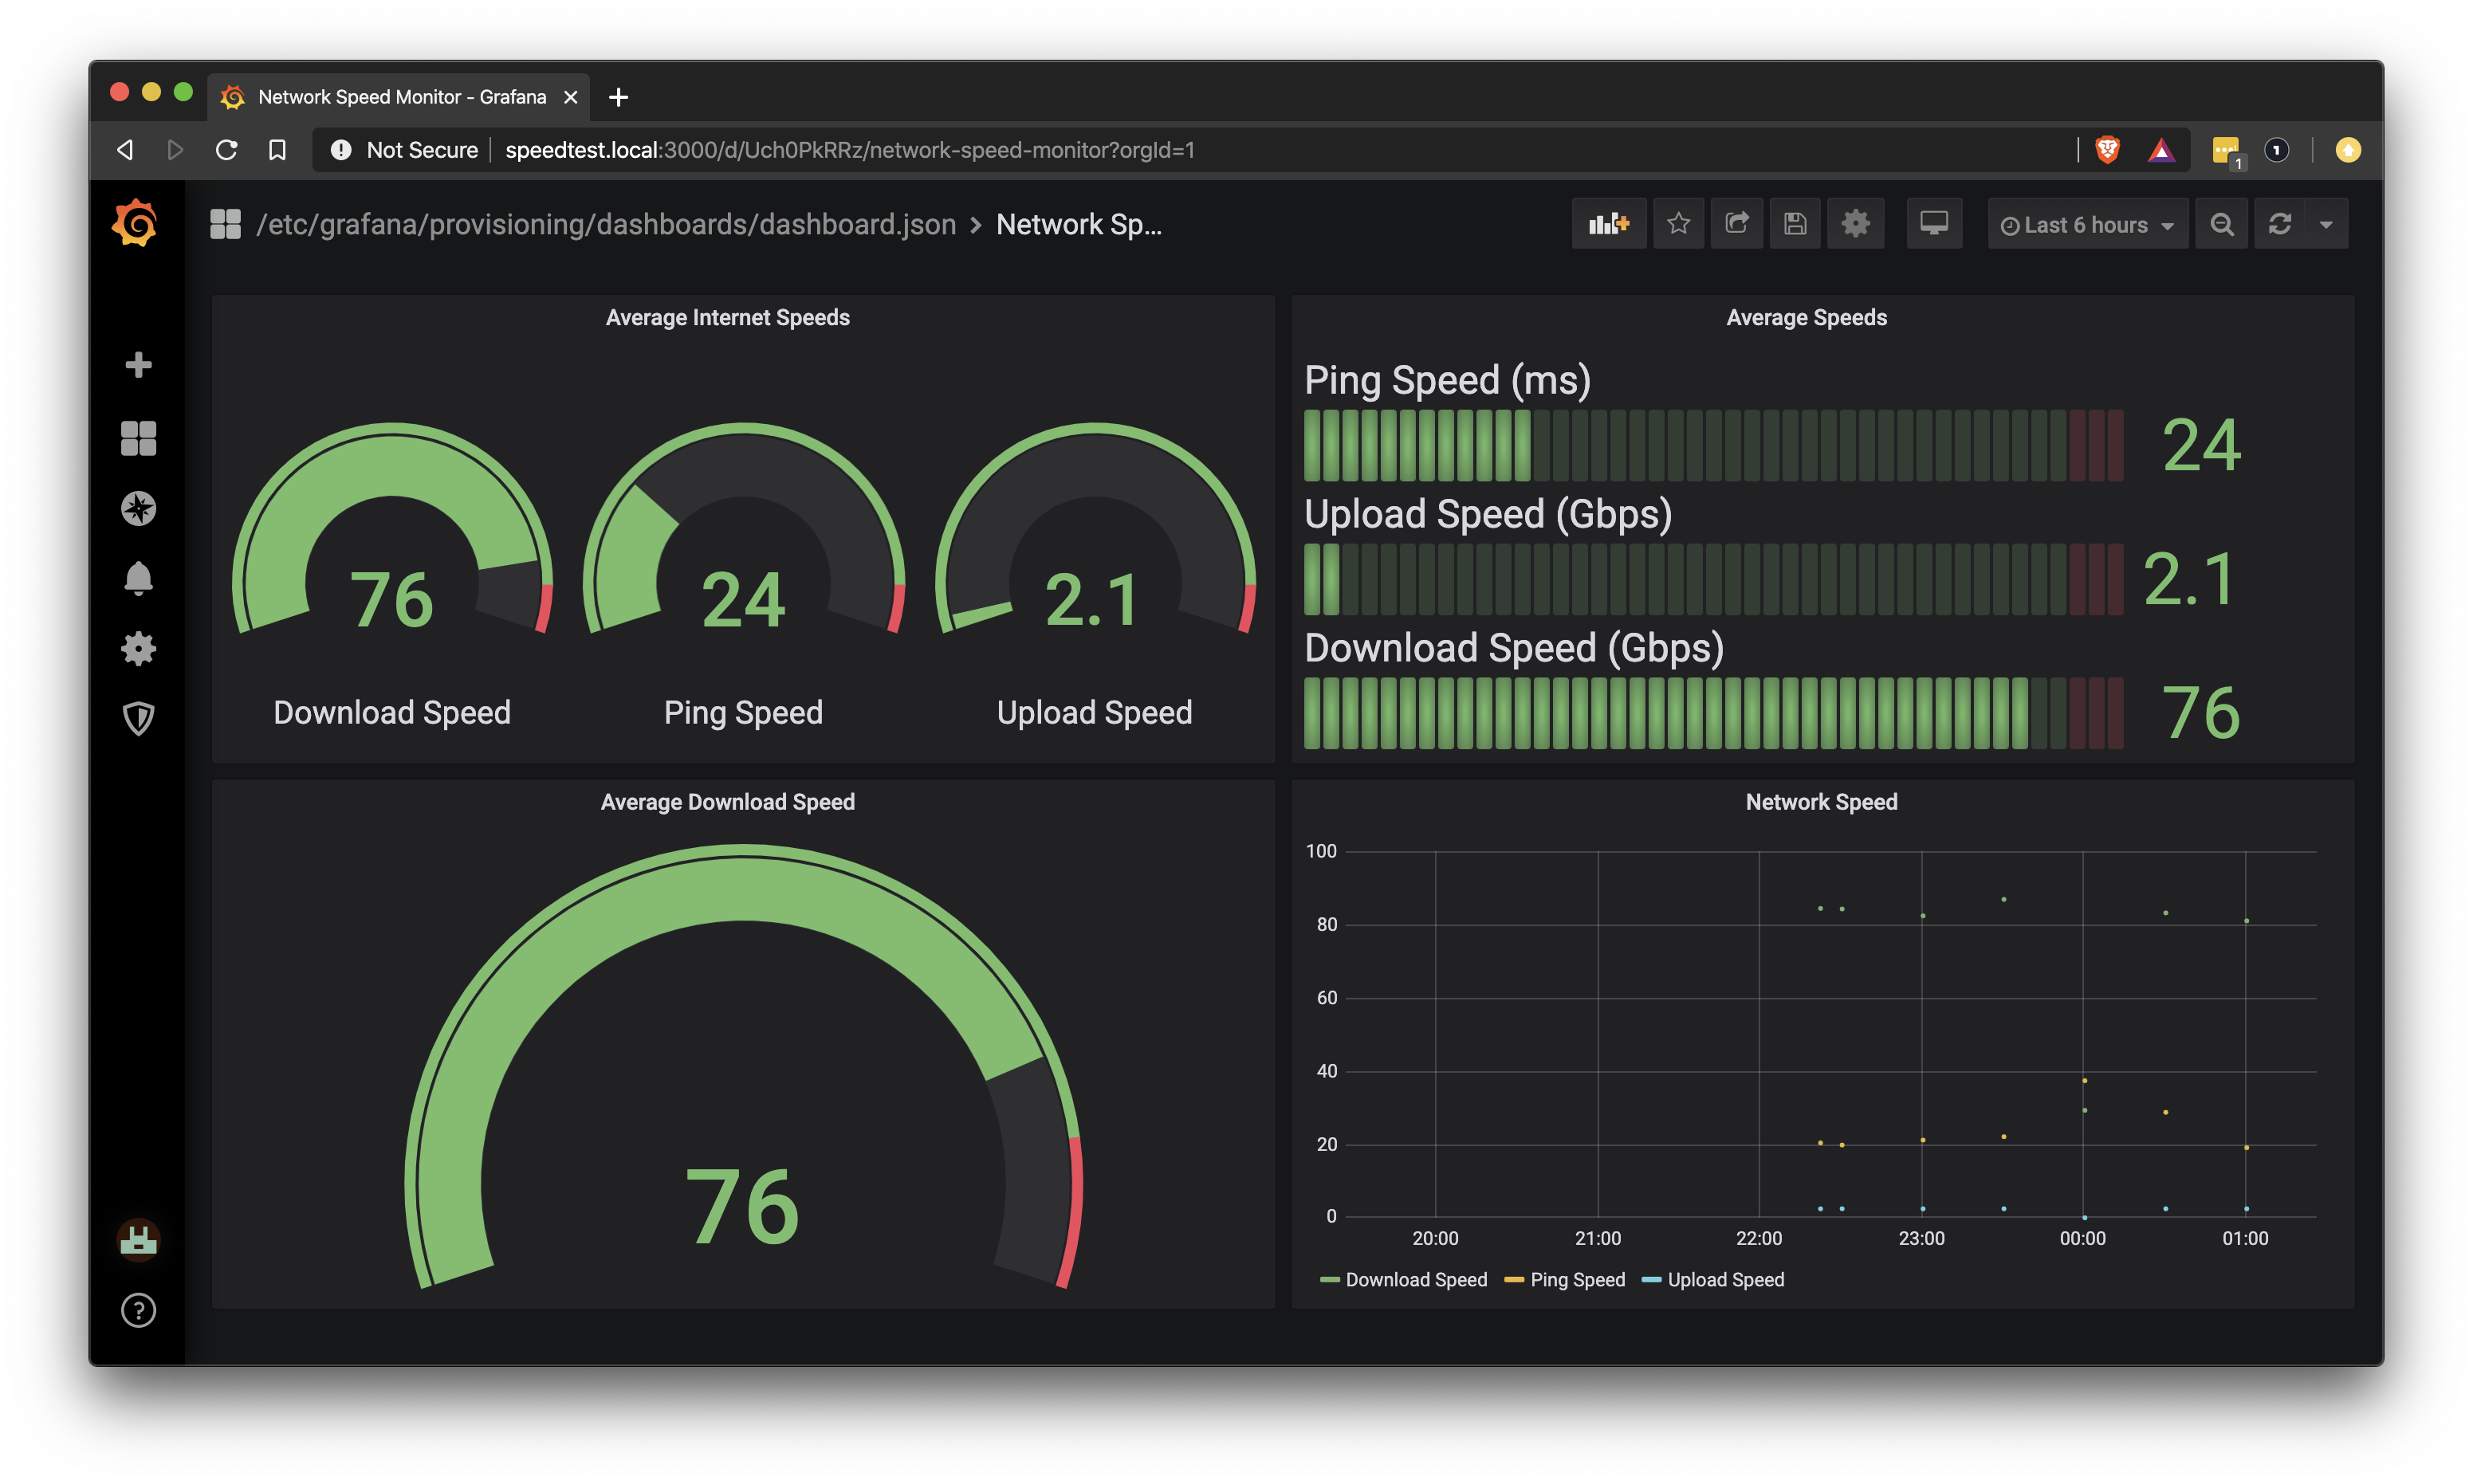 Network Speed Monitor - Grafana
Not Secure speedtest.local:3000/d/Uch0PkRRz/network-speed-monitor?orgId=1
1
1
/etc/grafana/provisioning/dashboards/dashboard.json > Network Sp...
Last 6 hours
Average Internet Speeds
76
24
2.1
Download Speed
Ping Speed
Upload Speed
Average Speeds
Ping Speed (ms)
24
Upload Speed (Gbps)
2.1
Download Speed (Gbps)
76
Average Download Speed
76
Network Speed
100
80
60
40
20
0
20:00 21:00 22:00 23:00 00:00 01:00
Download Speed Ping Speed Upload Speed